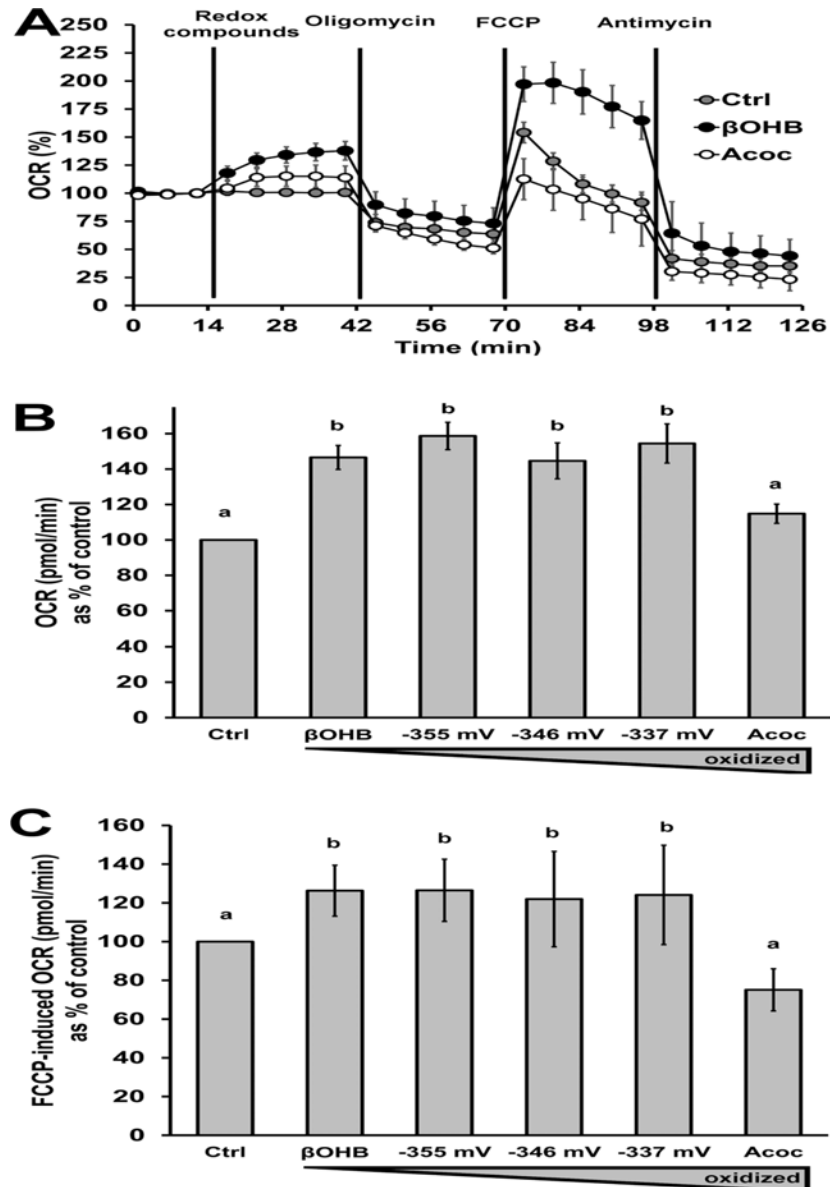 A
Redox
compounds
Oligomycin
FCCP
Antimycin
250
225
200
175
150
125
100
75
50
25
0
OCR (%)
Ctrl
βOHB
Acoc
0 14 28 42 56 70 84 98 112 126
Time (min)
B
160
140
120
100
80
60
40
20
0
OCR (pmol/min)
as % of control
a
b
b
b
b
a
Ctrl βOHB -355 mV -346 mV -337 mV Acoc
oxidized
C
160
140
120
100
80
60
40
20
0
FCCP-induced OCR (pmol/min)
as % of control
a
b
b
b
b
a
Ctrl βOHB -355 mV -346 mV -337 mV Acoc
oxidized